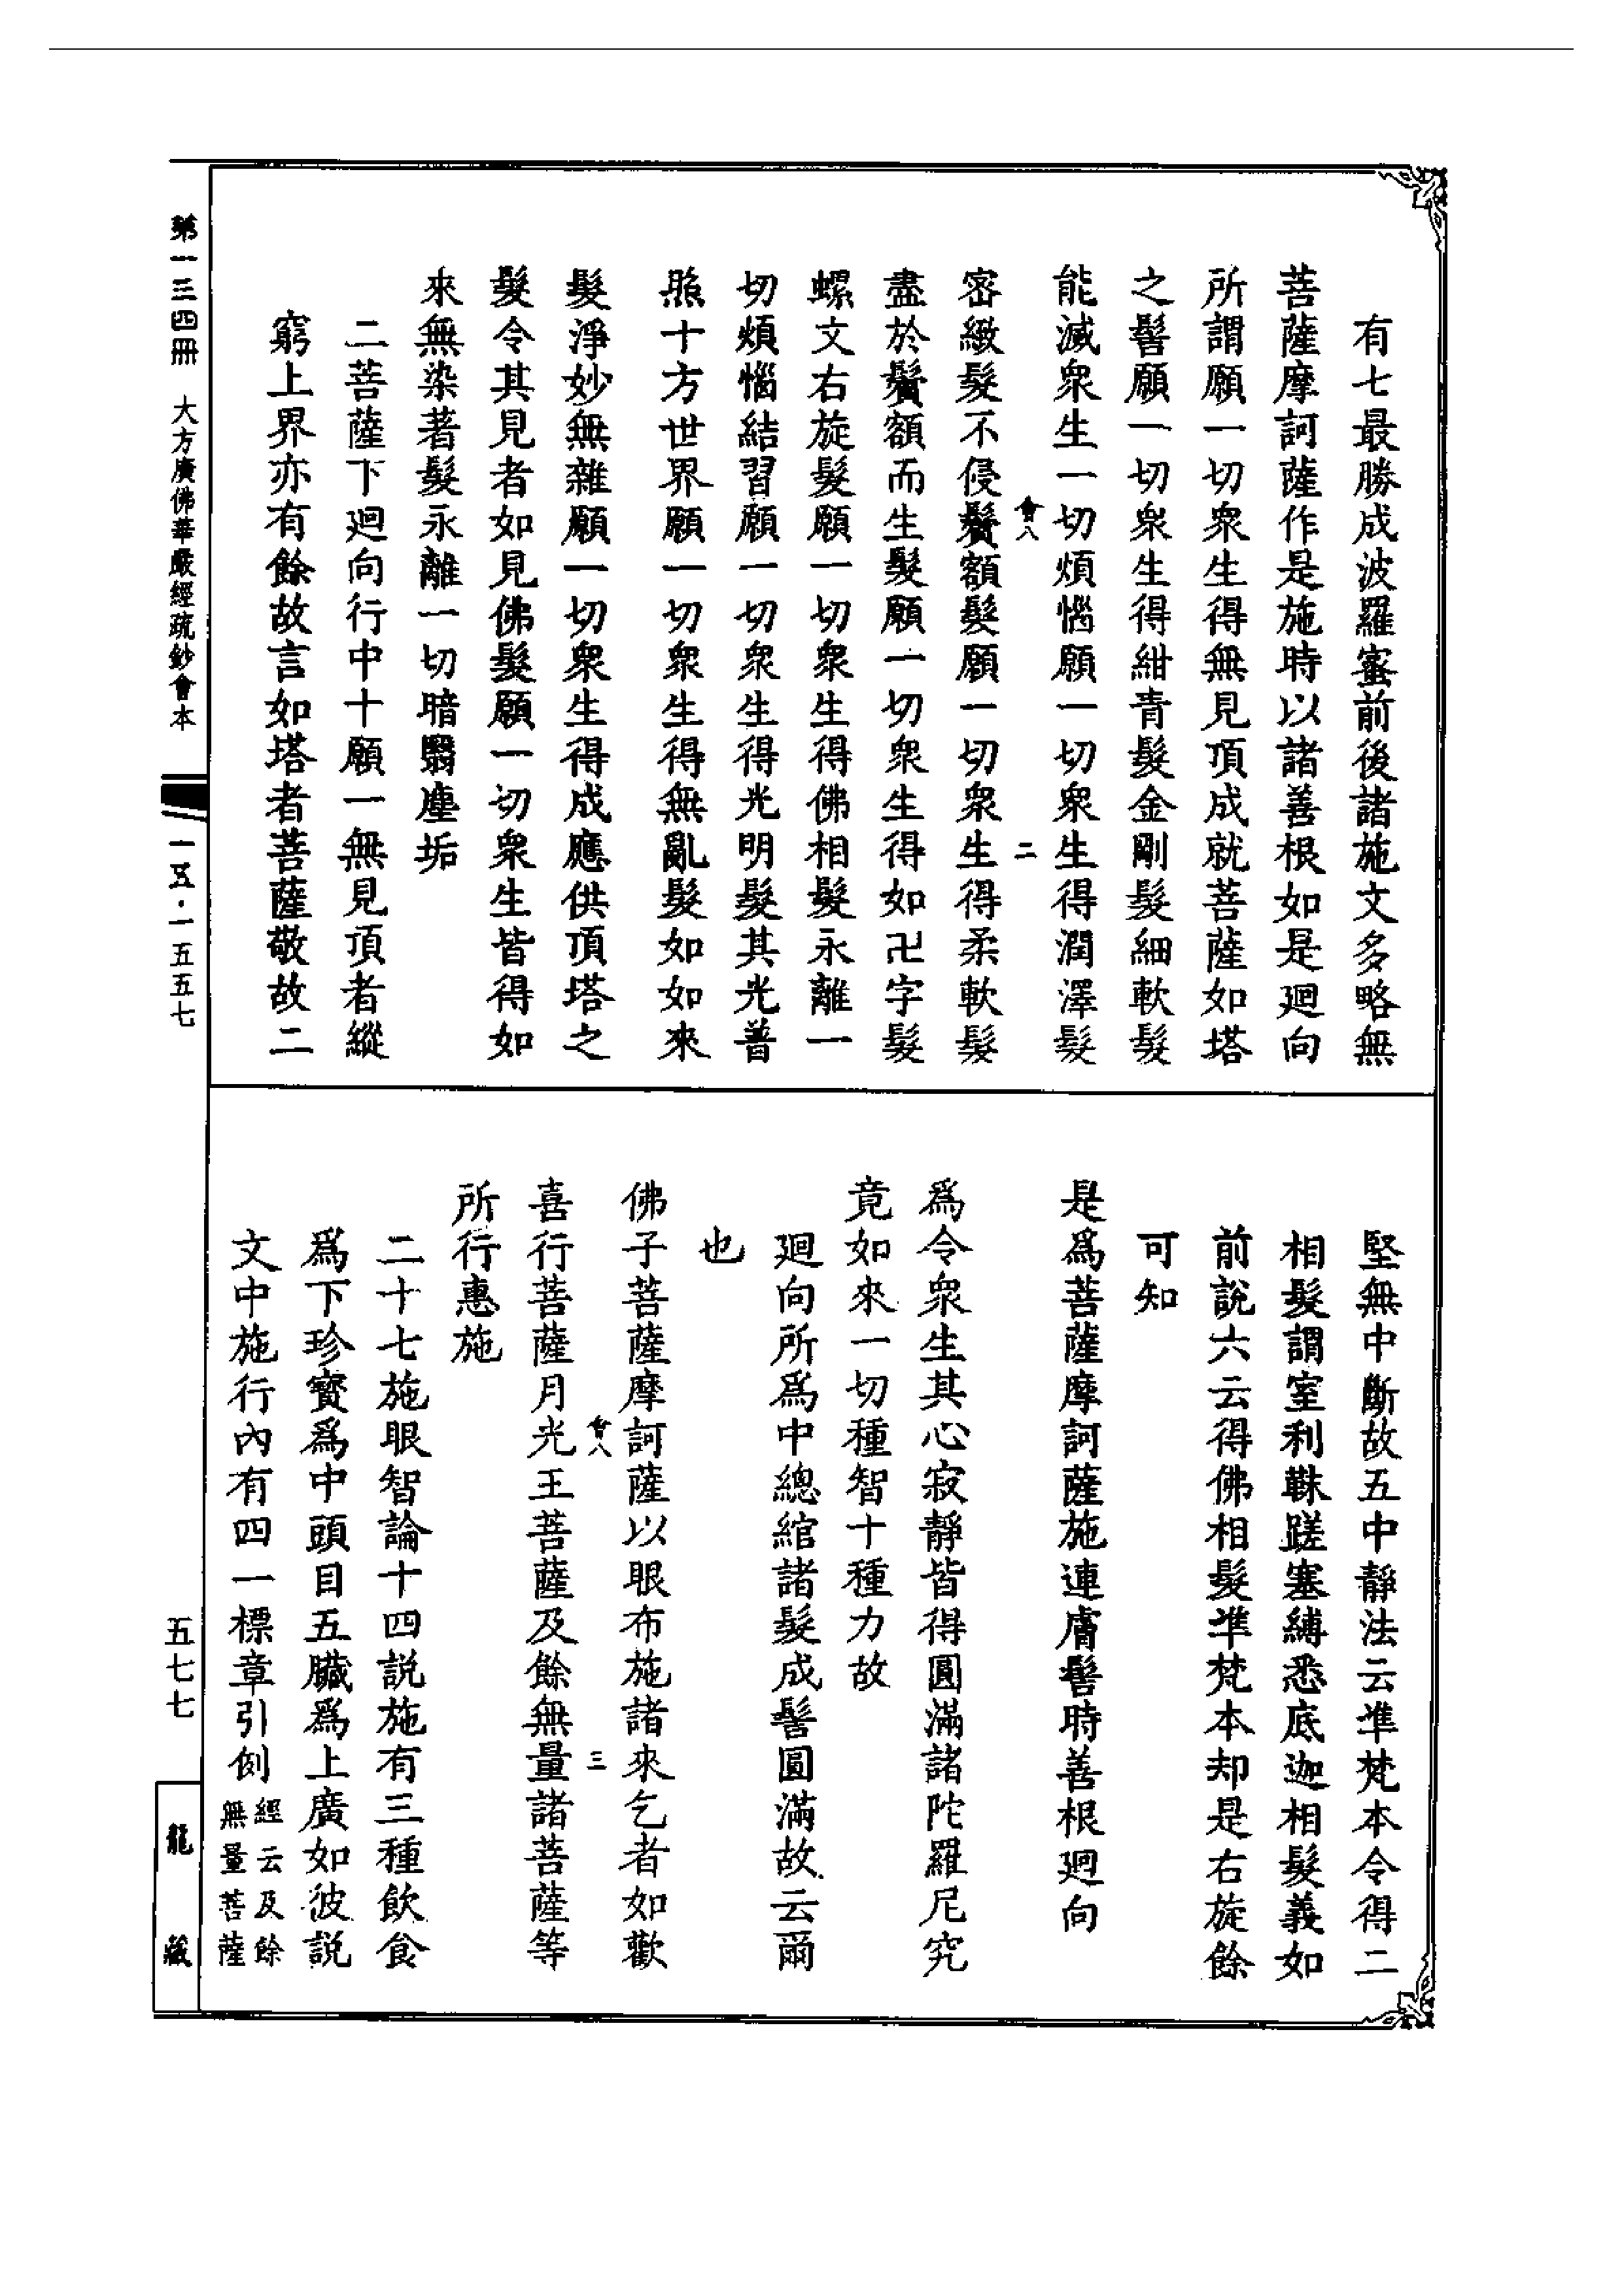 有七最勝成波羅蜜前後諸施文多略無
菩薩摩訶薩作是施時以諸善根如是迴向
所謂願一切衆生得無見頂成就菩薩如塔
之髻願一切衆生得紺青髮金剛髮細軟髮
能滅衆生一切煩惱願一切衆生得潤澤髮
會八 二
密緻髮不侵鬢額髮願一切衆生得柔軟髮
盡於鬢額而生髮願一切衆生得如卍字髮
螺文右旋髮願一切衆生得佛相髮永離一
切煩惱結習願一切衆生得光明髮其光普
照十方世界願一切衆生得無亂髮如如來
髮淨妙無雜願一切衆生得成應供頂塔之
髮令其見者如見佛髮願一切衆生皆得如
來無染著髮永離一切暗翳塵垢
二菩薩下迴向行中十願一無見頂者縱
窮上界亦有餘故言如塔者菩薩敬故二
堅無中斷故五中靜法云準梵本令得二
相髮謂室利靺蹉塞縛悉底迦相髮義如
前說六云得佛相髮準梵本却是右旋餘
可知
是爲菩薩摩訶薩施連膚髻時善根迴向
爲令衆生其心寂靜皆得圓滿諸陀羅尼究
竟如來一切種智十種力故
迴向所爲中總綰諸髮成髻圓滿故云爾
也
佛子菩薩摩訶薩以眼布施諸來乞者如歡
會八 三
喜行菩薩月光王菩薩及餘無量諸菩薩等
所行惠施
二十七施眼智論十四説施有三種飲食
爲下珍寶爲中頭目五臟爲上廣如彼説
文中施行內有四一標章引例經云及餘
無量菩薩
第一三四冊 大方廣佛華嚴經疏鈔會本
一五·一五五七
五七七
龍藏